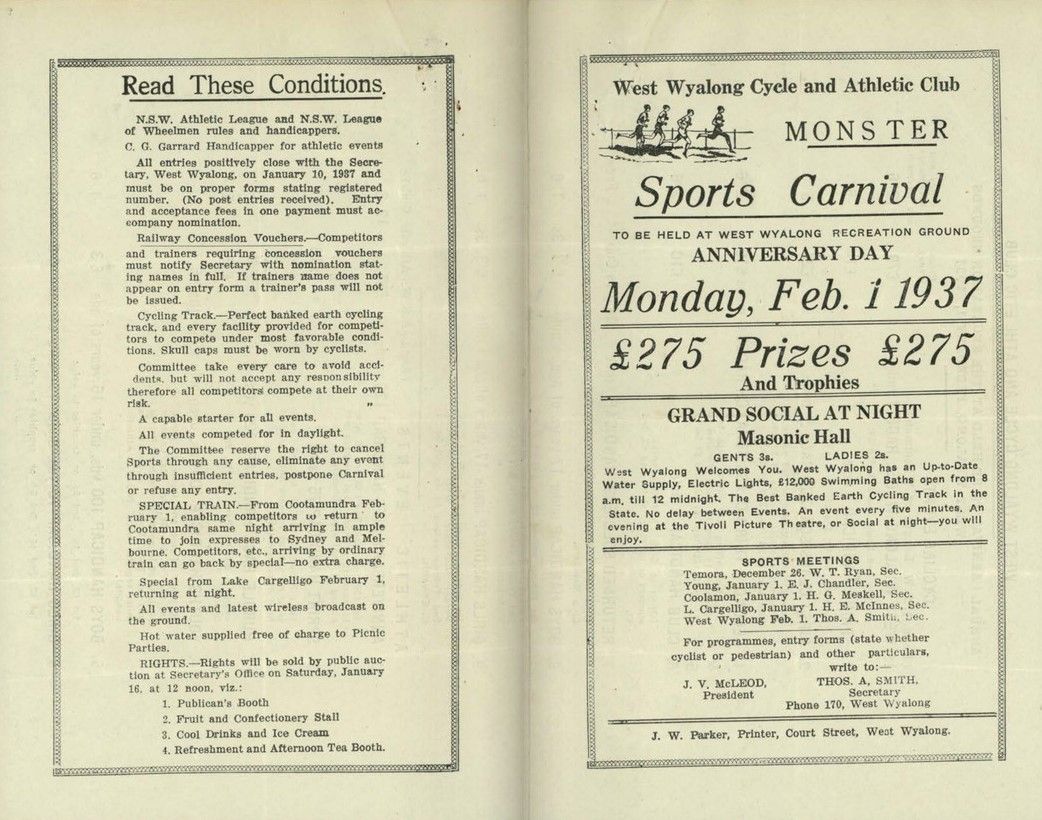 Read These Conditions.
N.S.W. Athletic League and N.S.W. League
of Wheelmen rules and handicappers.
C. G. Garrard Handicapper for athletic events
All entries positively close with the Secre-
tary, West Wyalong, on January 10, 1937 and
must be on proper forms stating registered
number. (No post entries received). Entry
and acceptance fees in one payment must ac-
company nomination.
Railway Concession Vouchers.—Competitors
and trainers requiring concession vouchers
must notify Secretary with nomination stat-
ing names in full. If trainers name does not
appear on entry form a trainer's pass will not
be issued.
Cycling Track.—Perfect banked earth cycling
track, and every facility provided for competi-
tors to compete under most favorable condi-
tions. Skull caps must be worn by cyclists.
Committee take every care to avoid acci-
dents, but will not accept any responsibility
therefore all competitors compete at their own
risk. "
A capable starter for all events.
All events competed for in daylight.
The Committee reserve the right to cancel
Sports through any cause, eliminate any event
through insufficient entries, postpone Carnival
or refuse any entry.
SPECIAL TRAIN.—From Cootamundra Feb-
ruary 1, enabling competitors to return to
Cootamundra same night arriving in ample
time to join expresses to Sydney and Mel-
bourne. Competitors, etc., arriving by ordinary
train can go back by special—no extra charge.
Special from Lake Cargelligo February 1,
returning at night.
All events and latest wireless broadcast on
the ground.
Hot water supplied free of charge to Picnic
Parties.
RIGHTS.—Rights will be sold by public auc-
tion at Secretary's Office on Saturday, January
16, at 12 noon, viz.:
1. Publican's Booth
2. Fruit and Confectionery Stall
3. Cool Drinks and Ice Cream
4. Refreshment and Afternoon Tea Booth.
West Wyalong Cycle and Athletic Club
MONSTER
Sports Carnival
TO BE HELD AT WEST WYALONG RECREATION GROUND
ANNIVERSARY DAY
Monday, Feb. 1 1937
£275 Prizes £275
And Trophies
GRAND SOCIAL AT NIGHT
Masonic Hall
GENTS 3s. LADIES 2s.
West Wyalong Welcomes You. West Wyalong has an Up-to-Date
Water Supply, Electric Lights, £12,000 Swimming Baths open from 8
a.m. till 12 midnight. The Best Banked Earth Cycling Track in the
State. No delay between Events. An event every five minutes. An
evening at the Tivoli Picture Theatre, or Social at night—you will
enjoy.
SPORTS MEETINGS
Temora, December 26. W. T. Ryan, Sec.
Young, January 1. E. J. Chandler, Sec.
Coolamon, January 1. H. G. Meskell, Sec.
L. Cargelligo, January 1. H. E. McInnes, Sec.
West Wyalong Feb. 1. Thos. A. Smith, Sec.
For programmes, entry forms (state whether
cyclist or pedestrian) and other particulars,
write to:—
J. V. McLEOD, THOS. A. SMITH,
President Secretary
Phone 170, West Wyalong
J. W. Parker, Printer, Court Street, West Wyalong.